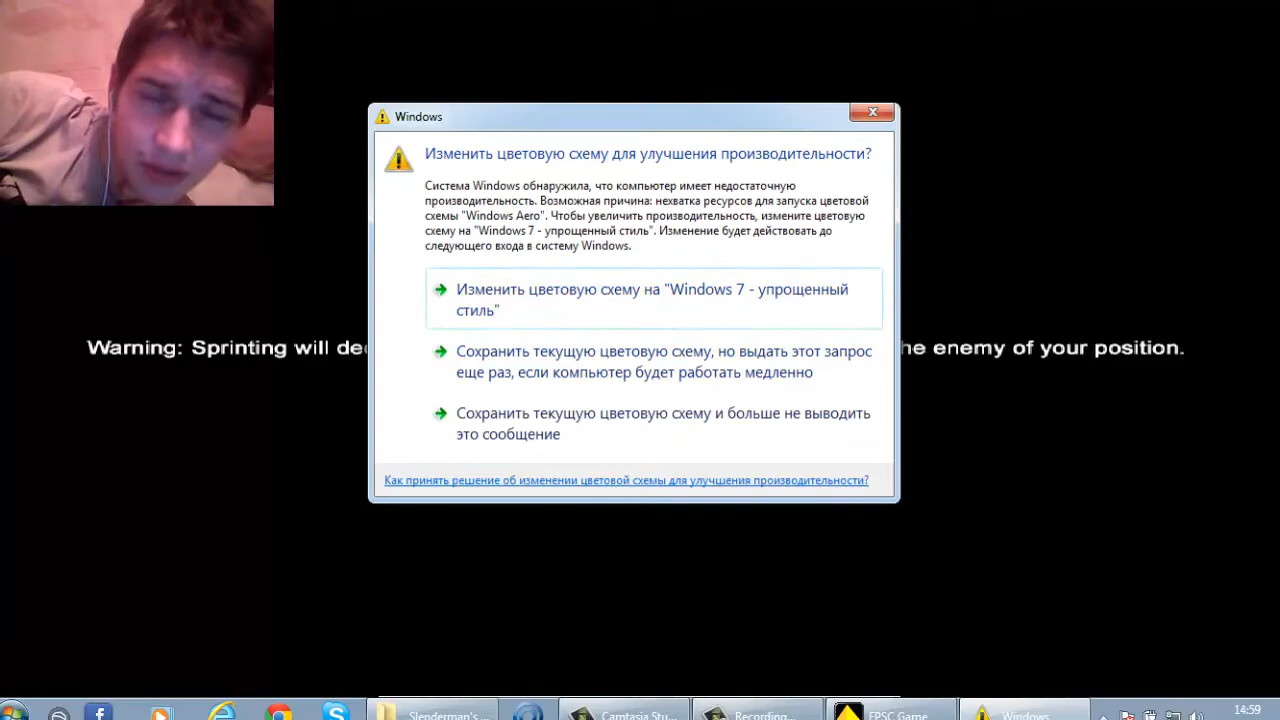 Windows
Изменить цветовую схему для улучшения производительности?
Система Windows обнаружила, что компьютер имеет недостаточную
производительность. Возможная причина: нехватка ресурсов для запуска цветовой
схемы "Windows Aero". Чтобы увеличить производительность, измените цветовую
схему на "Windows 7 - упрощенный стиль". Изменение будет действовать до
следующего входа в систему Windows.
Изменить цветовую схему на "Windows 7 - упрощенный
стиль"
Warning: Sprinting will de
he enemy of your position.
Сохранить текущую цветовую схему, но выдать этот запрос
еще раз, если компьютер будет работать медленно
Сохранить текущую цветовую схему и больше не выводить
это сообщение
Как принять решение об изменении цветовой схемы для улучшения производительности?
Slenderman's ...
Camtasia Stu...
Recording...
FPSC Game
Windows
14:59